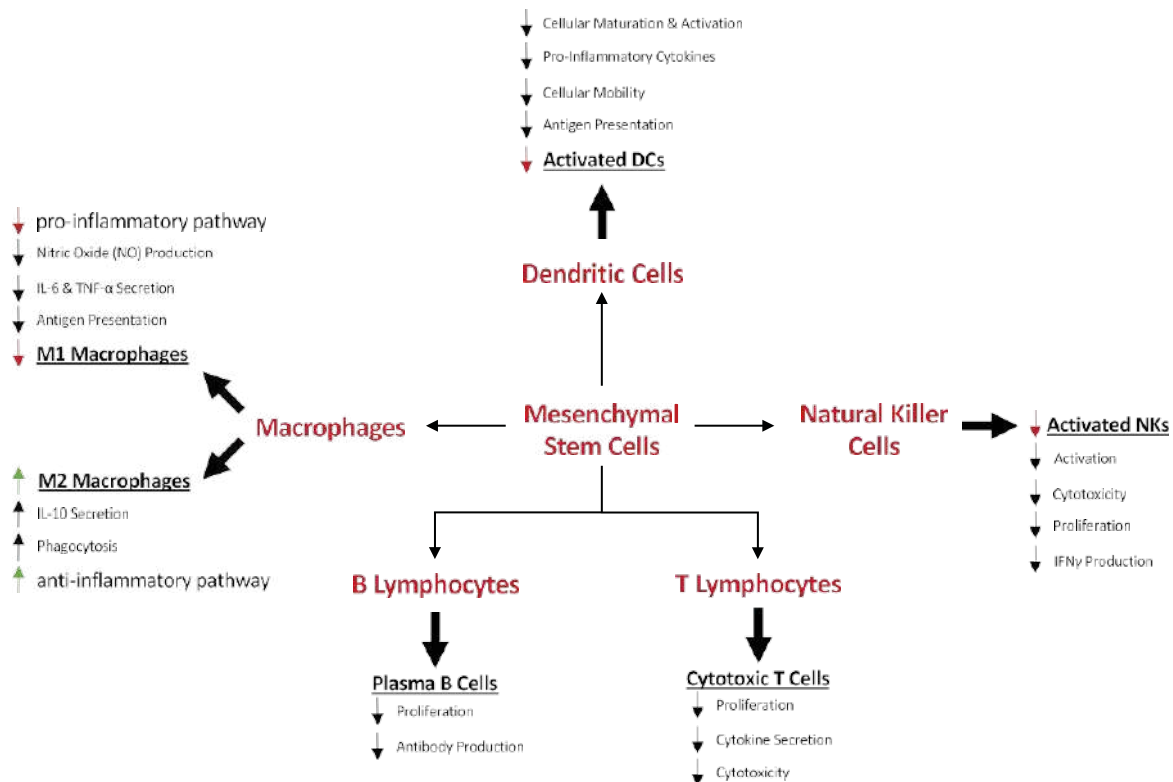 Cellular Maturation & Activation
Pro-Inflammatory Cytokines
Cellular Mobility
Antigen Presentation
Activated DCs
Dendritic Cells
pro-inflammatory pathway
Nitric Oxide (NO) Production
IL-6 & TNF-α Secretion
Antigen Presentation
M1 Macrophages
Macrophages
M2 Macrophages
IL-10 Secretion
Phagocytosis
anti-inflammatory pathway
Mesenchymal
Stem Cells
Natural Killer
Cells
Activated NKs
Activation
Cytotoxicity
Proliferation
IFNγ Production
B Lymphocytes
Plasma B Cells
Proliferation
Antibody Production
T Lymphocytes
Cytotoxic T Cells
Proliferation
Cytokine Secretion
Cytotoxicity